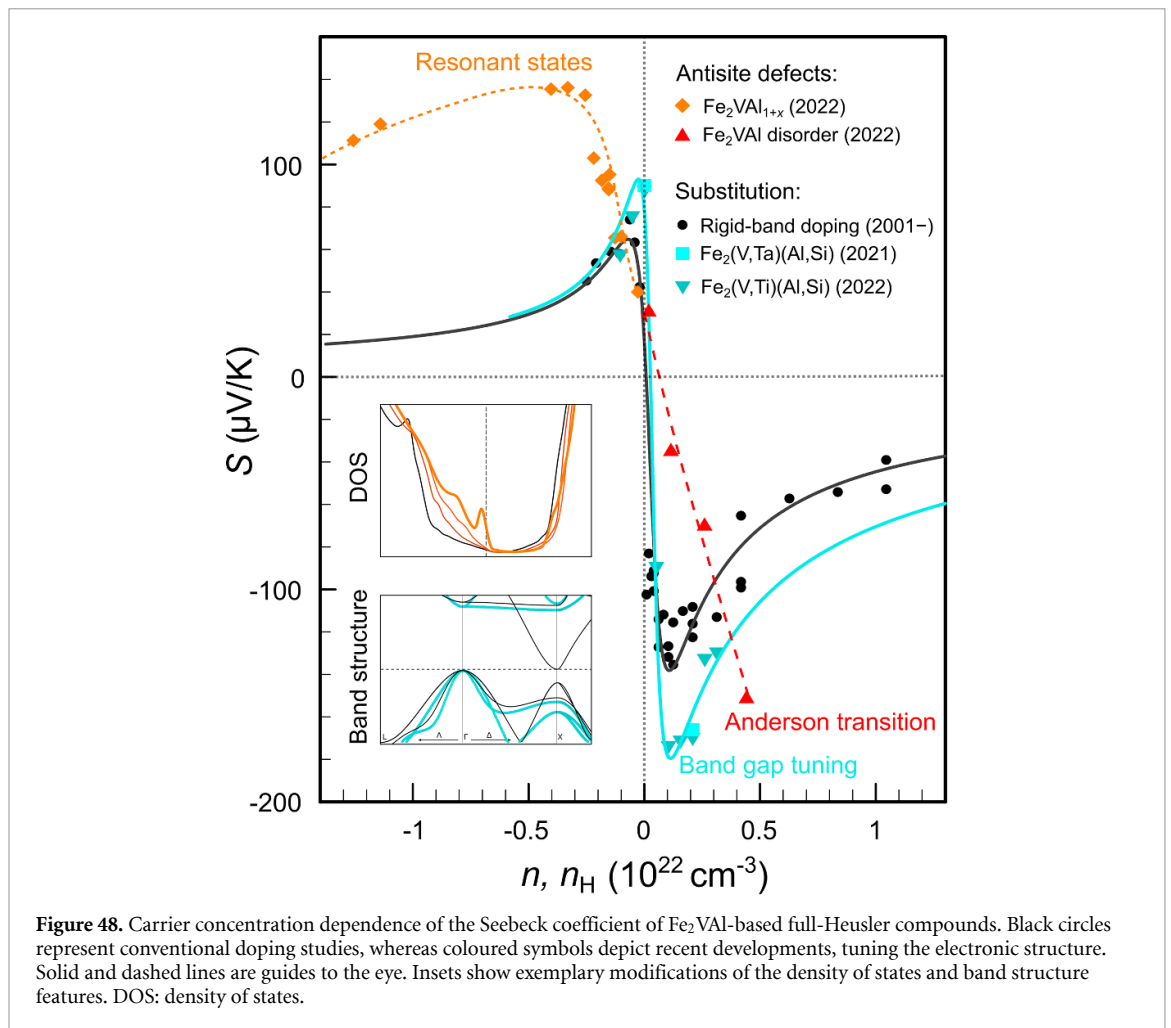 Resonant states
Antisite defects:
Fe₂VAl₁₊ₓ (2022)
Fe₂VAl disorder (2022)
Substitution:
Rigid-band doping (2001−)
Fe₂(V,Ta)(Al,Si) (2021)
Fe₂(V,Ti)(Al,Si) (2022)
100
0
-100
-200
S (µV/K)
DOS
Band structure
L Λ Γ Δ X
Anderson transition
Band gap tuning
-1 -0.5 0 0.5 1
n, n_H (10²² cm⁻³)
Figure 48. Carrier concentration dependence of the Seebeck coefficient of Fe₂VAl-based full-Heusler compounds. Black circles
represent conventional doping studies, whereas coloured symbols depict recent developments, tuning the electronic structure.
Solid and dashed lines are guides to the eye. Insets show exemplary modifications of the density of states and band structure
features. DOS: density of states.